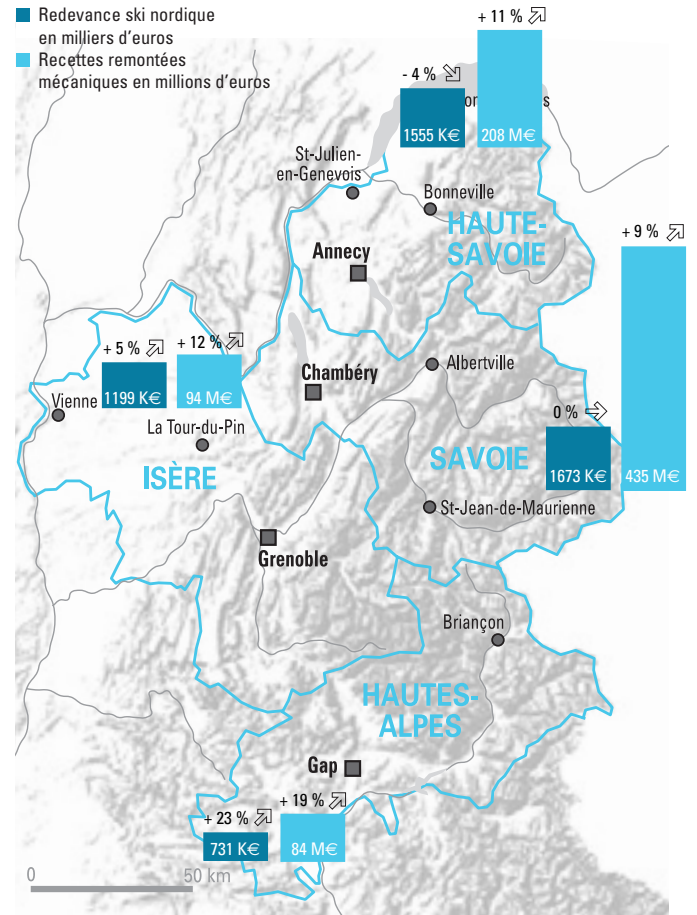 Redevance ski nordique
en milliers d'euros
Recettes remontées
mécaniques en millions d'euros
+ 11 %
- 4 %
1555 K€
208 M€
St-Julien-
en-Genevois
Bonneville
HAUTE-
SAVOIE
Annecy
+ 9 %
+ 5 %
+ 12 %
1199 K€
94 M€
Vienne
La Tour-du-Pin
ISÈRE
Chambéry
Albertville
0 %
SAVOIE
1673 K€
435 M€
St-Jean-de-Maurienne
Grenoble
Briançon
HAUTES-
ALPES
Gap
+ 23 %
+ 19 %
731 K€
84 M€
0
50 km